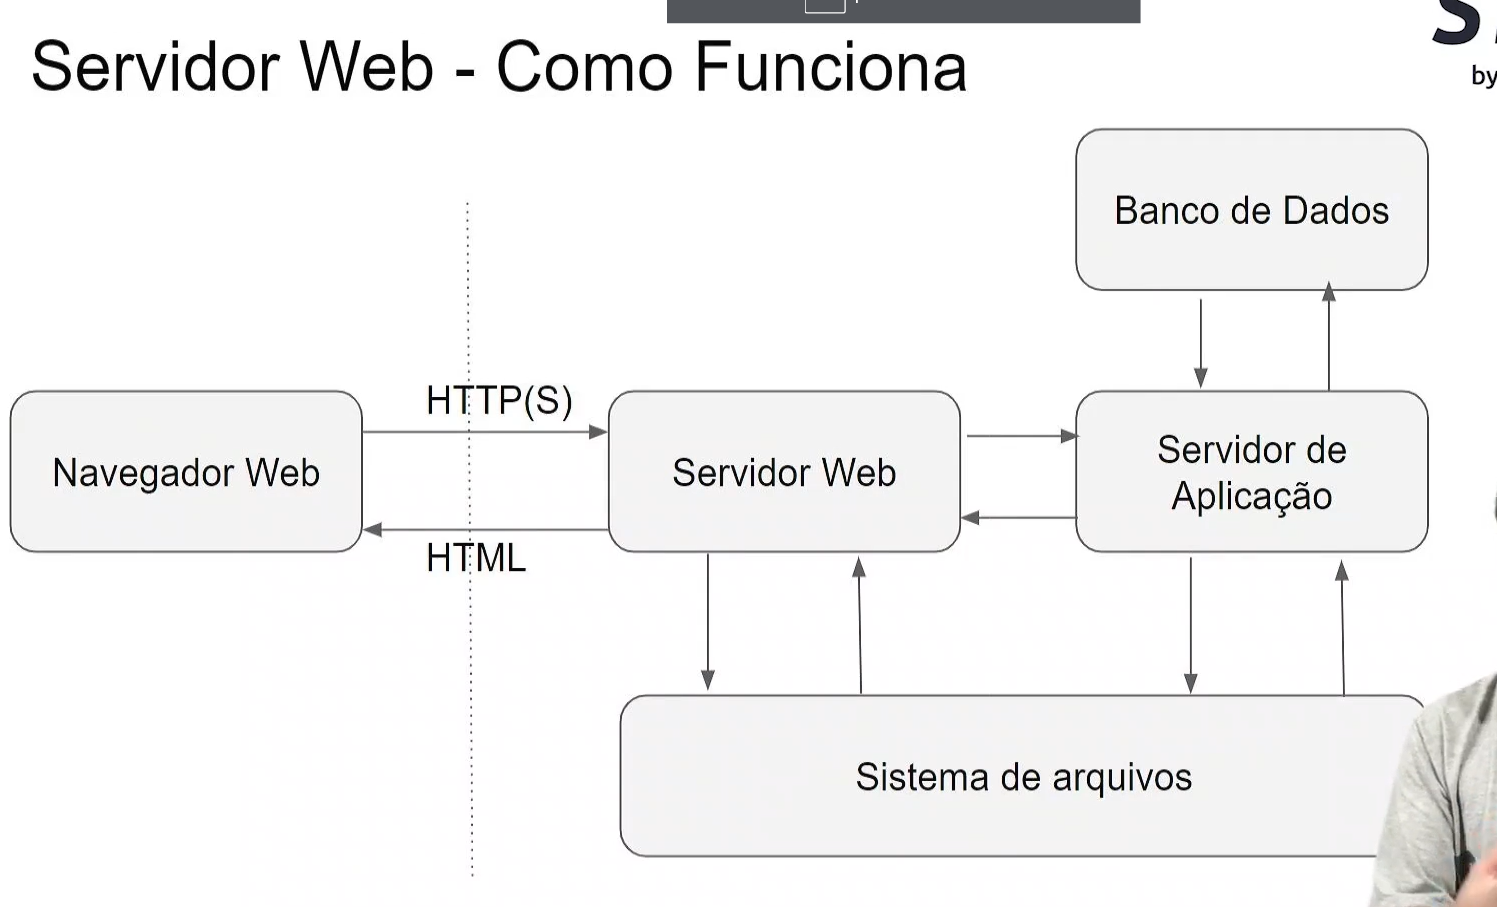 Servidor Web - Como Funciona
by
Banco de Dados
HTTP(S)
Navegador Web
Servidor Web
Servidor de
Aplicação
HTML
Sistema de arquivos